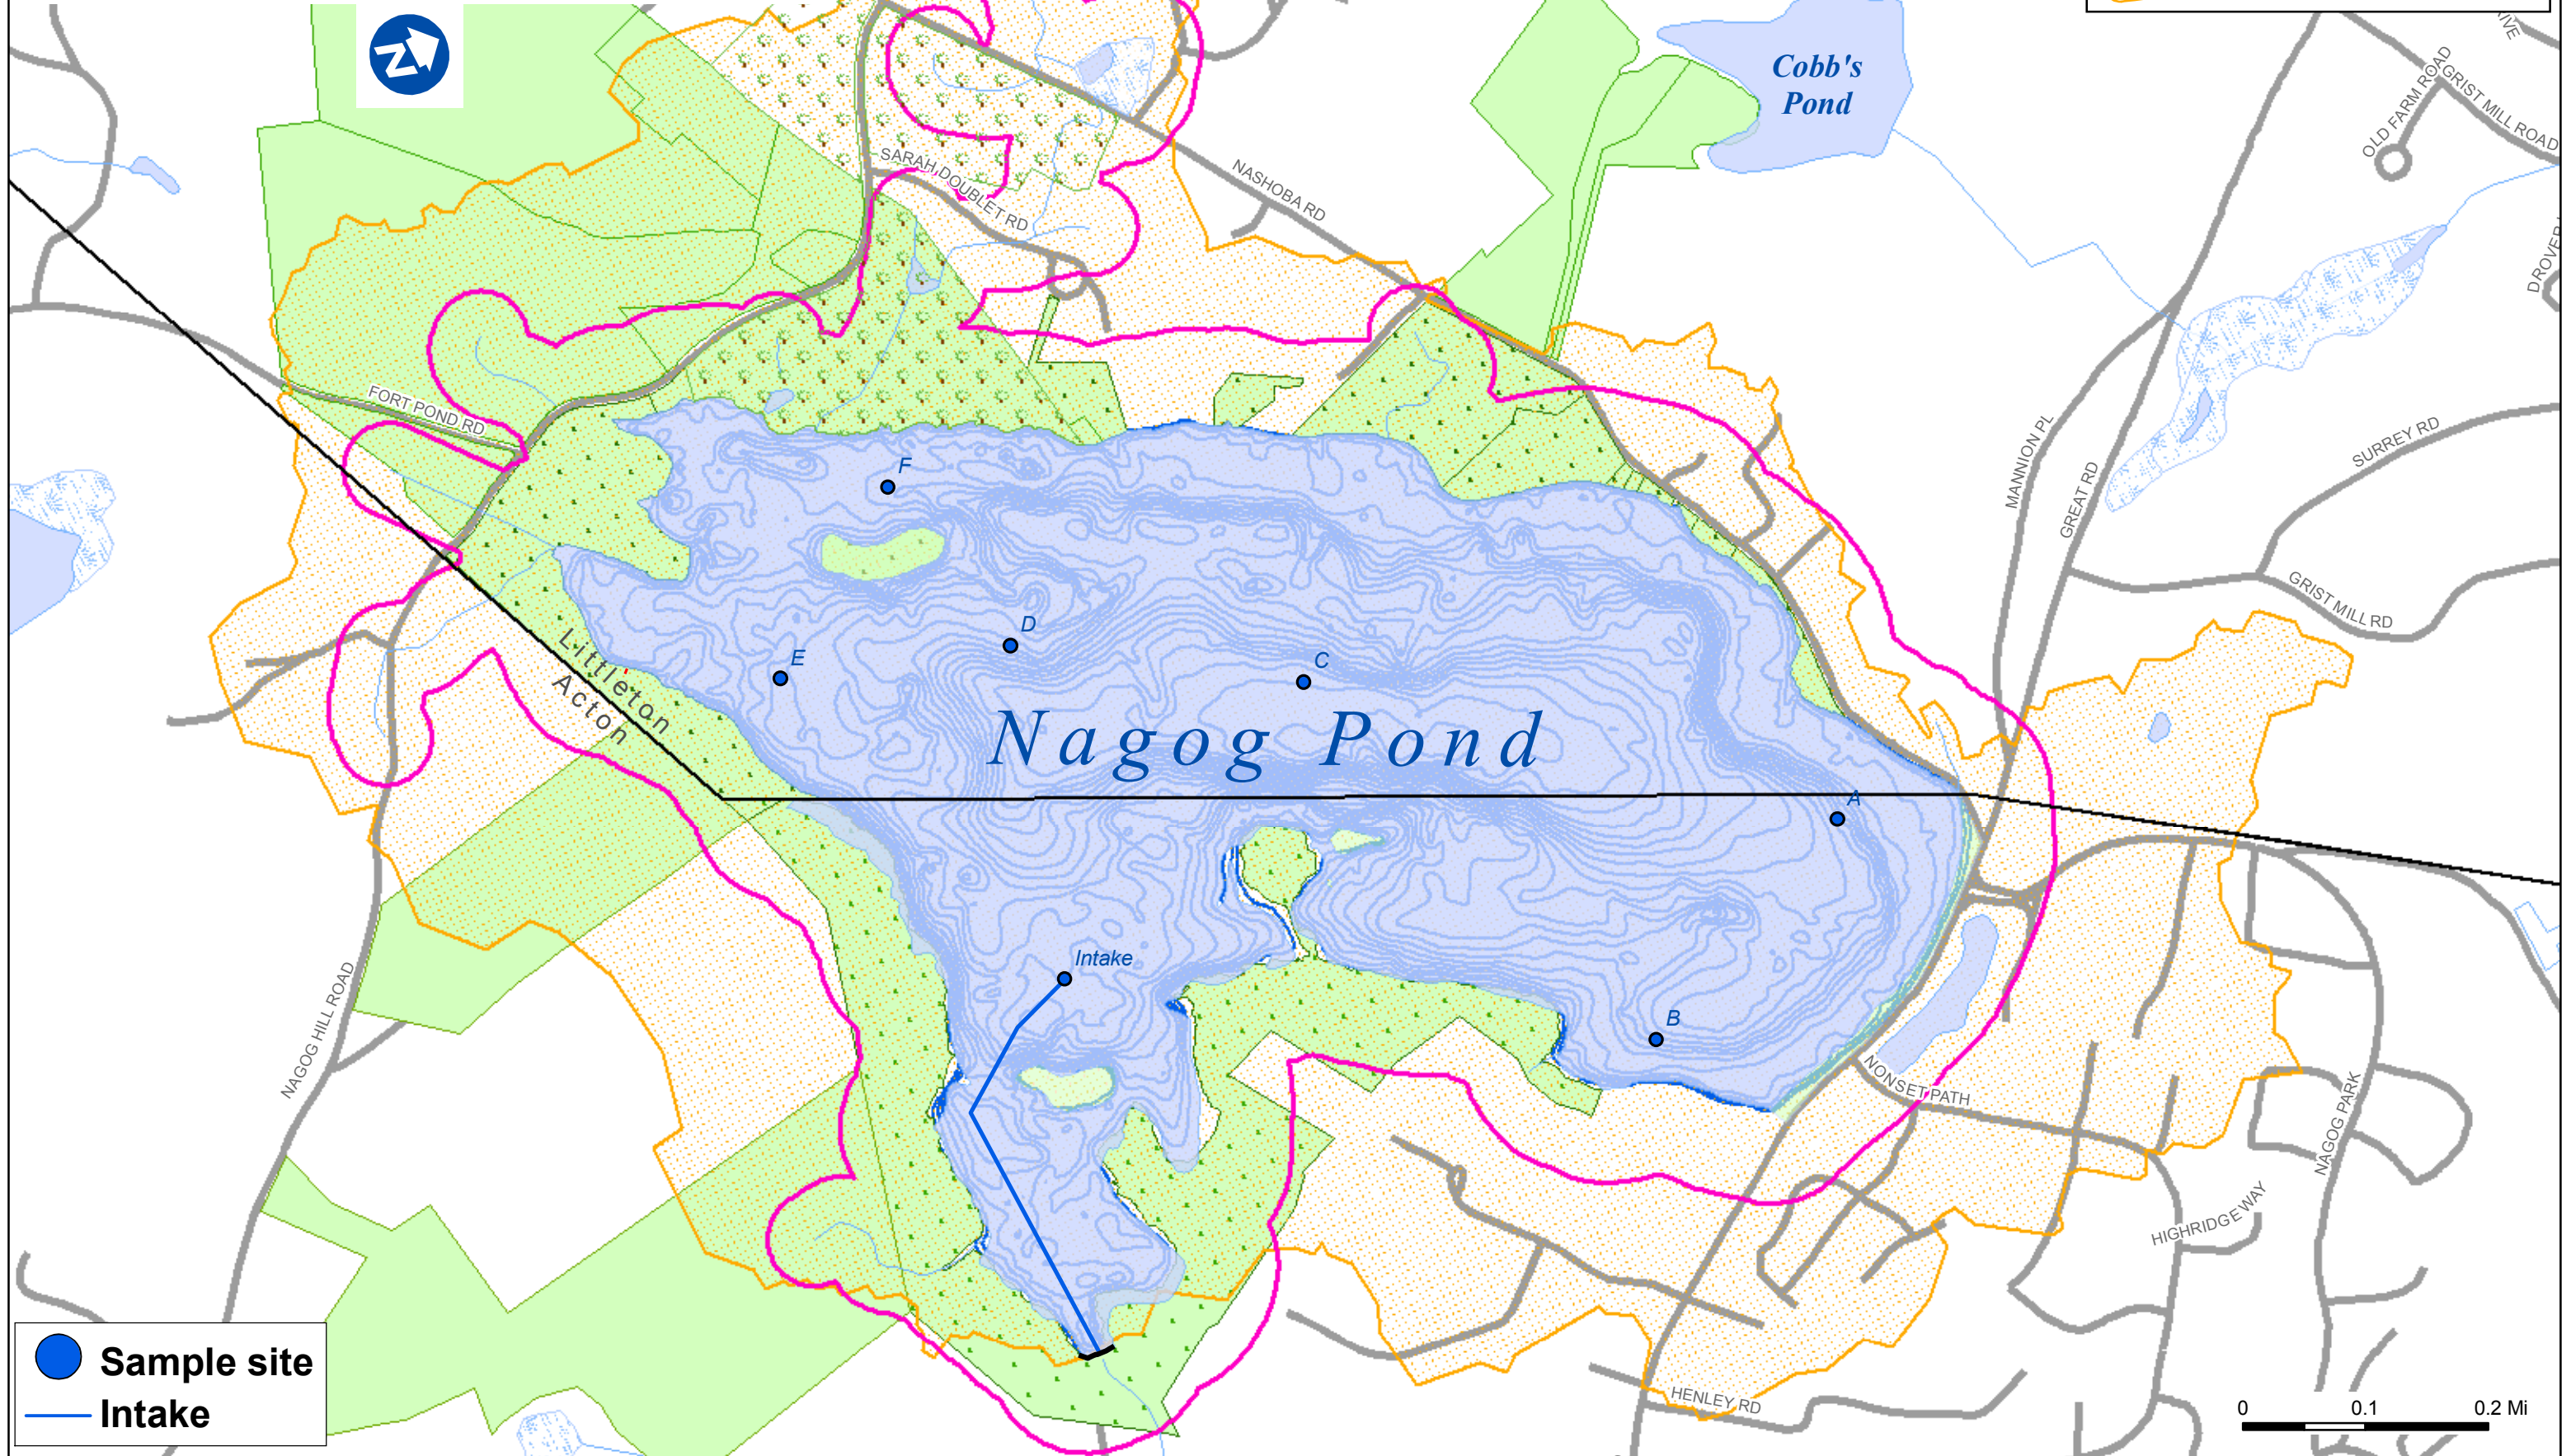 N
Cobb's
Pond
OLD FARM ROAD
GRIST MILL ROAD
SARAH DOUBLET RD
NASHOBA RD
FORT POND RD
MANNION PL
GREAT RD
SURREY RD
GRIST MILL RD
F
D
E
C
Littleton
Acton
Nagog Pond
A
Intake
B
NAGOG HILL ROAD
NONSET PATH
NAGOG PARK
HIGHRIDGE WAY
HENLEY RD
Sample site
Intake
0 0.1 0.2 Mi